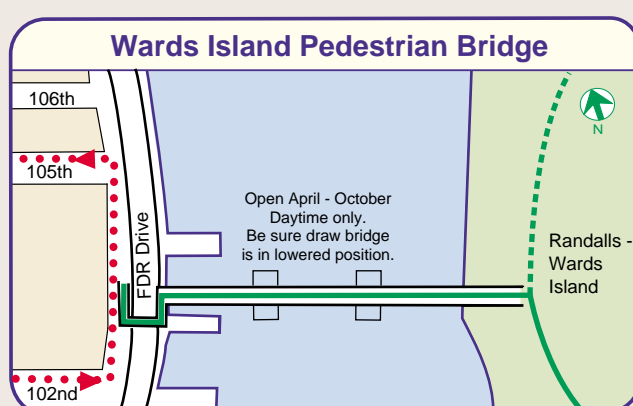 Wards Island Pedestrian Bridge
106th
105th
FDR Drive
Open April - October
Daytime only.
Be sure draw bridge
is in lowered position.
N
Randalls -
Wards
Island
102nd